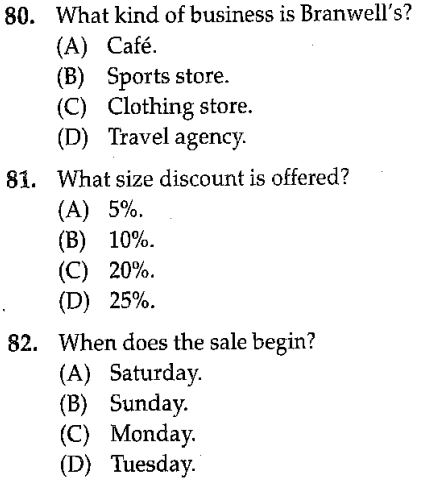 80. What kind of business is Branwell's?
(A) Café.
(B) Sports store.
(C) Clothing store.
(D) Travel agency.
81. What size discount is offered?
(A) 5%.
(B) 10%.
(C) 20%.
(D) 25%.
82. When does the sale begin?
(A) Saturday.
(B) Sunday.
(C) Monday.
(D) Tuesday.